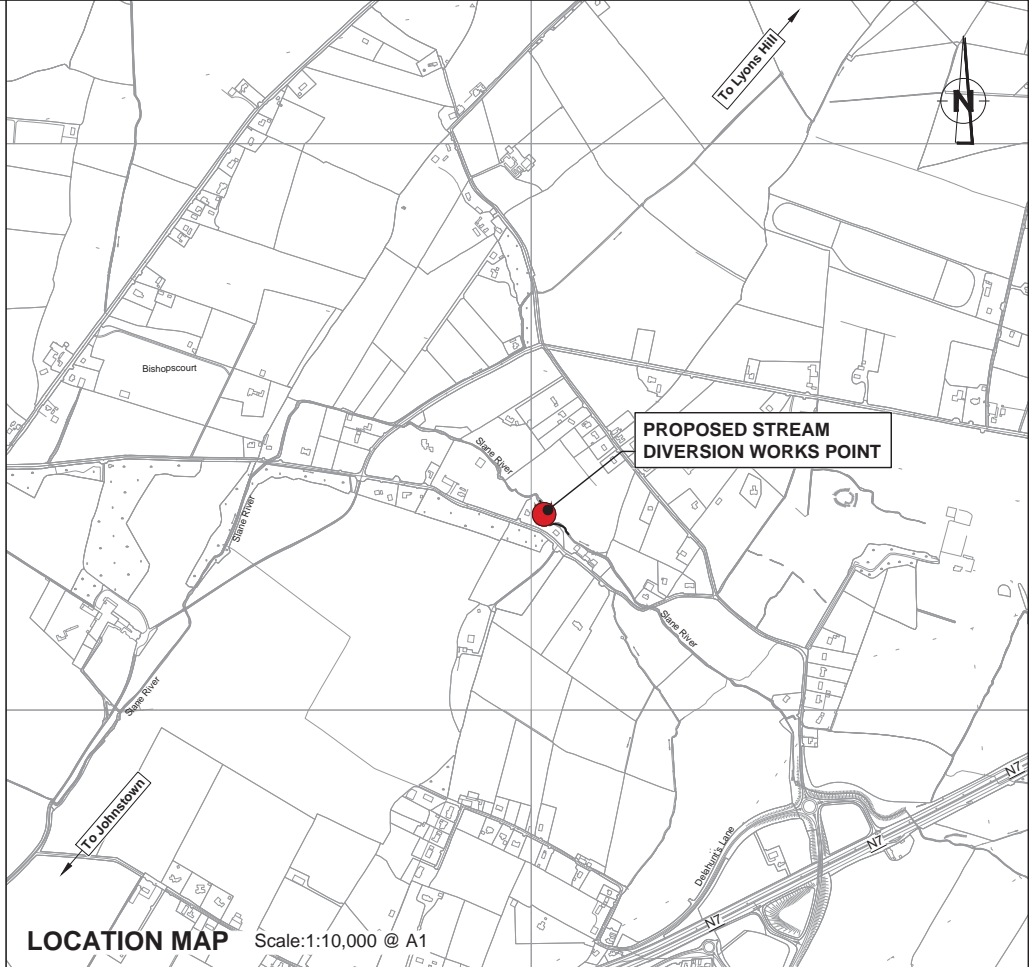 To Lyons Hill
N
Bishopscourt
PROPOSED STREAM
DIVERSION WORKS POINT
Slane River
Slane River
Slane River
Slane River
To Johnstown
N7
N7
Delahunt's Lane
N7
LOCATION MAP Scale:1:10,000 @ A1